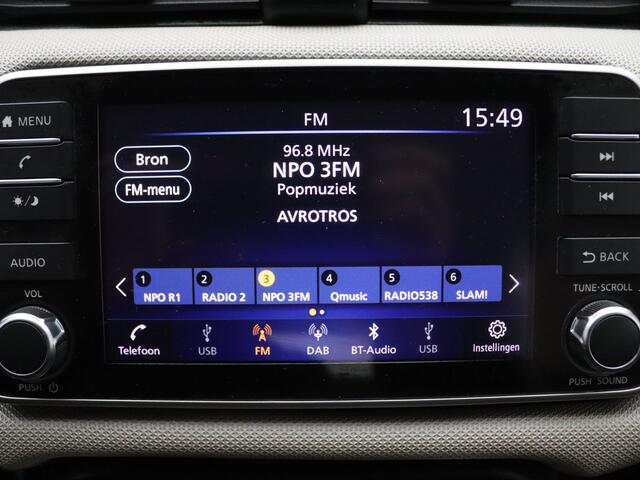 FM
15:49
MENU
Bron
FM-menu
96.8 MHz
NPO 3FM
Popmuziek
AVROTROS
AUDIO
BACK
1 NPO R1
2 RADIO 2
3 NPO 3FM
4 Qmusic
5 RADIO538
6 SLAM!
VOL
TUNE-SCROLL
Telefoon
USB
FM
DAB
BT-Audio
USB
Instellingen
PUSH
PUSH SOUND